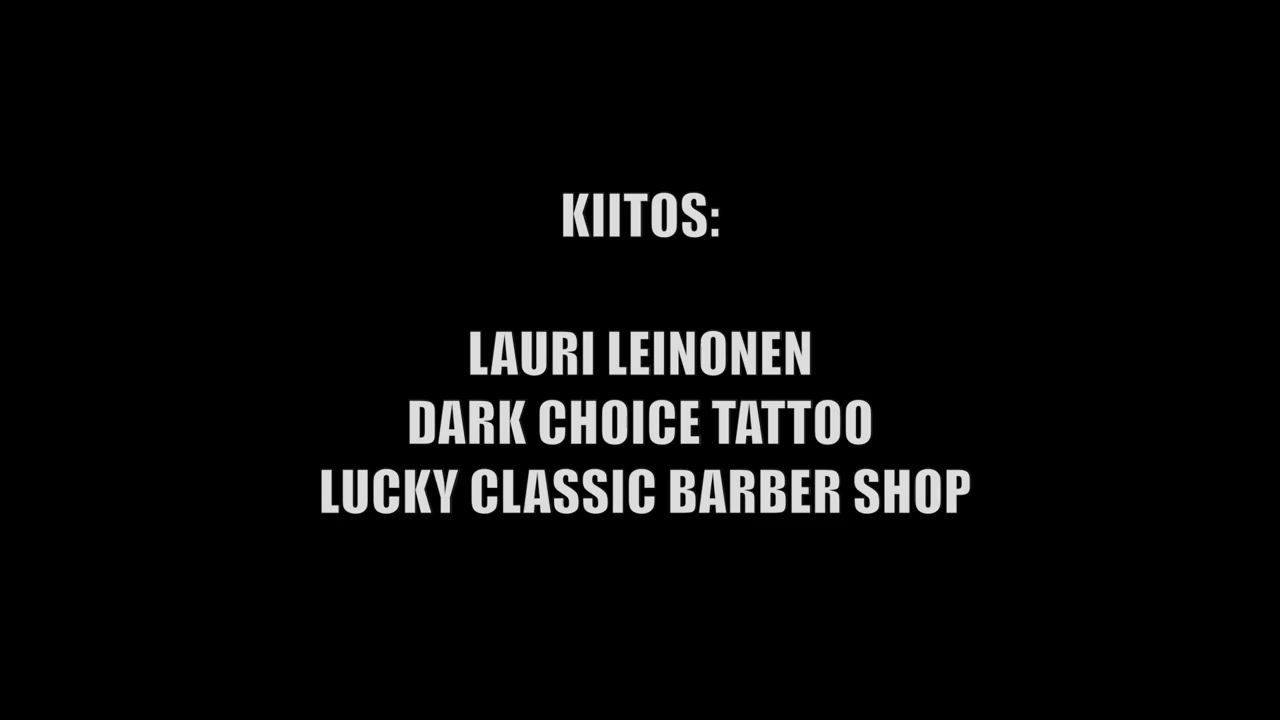 KIITOS:
LAURI LEINONEN
DARK CHOICE TATTOO
LUCKY CLASSIC BARBER SHOP